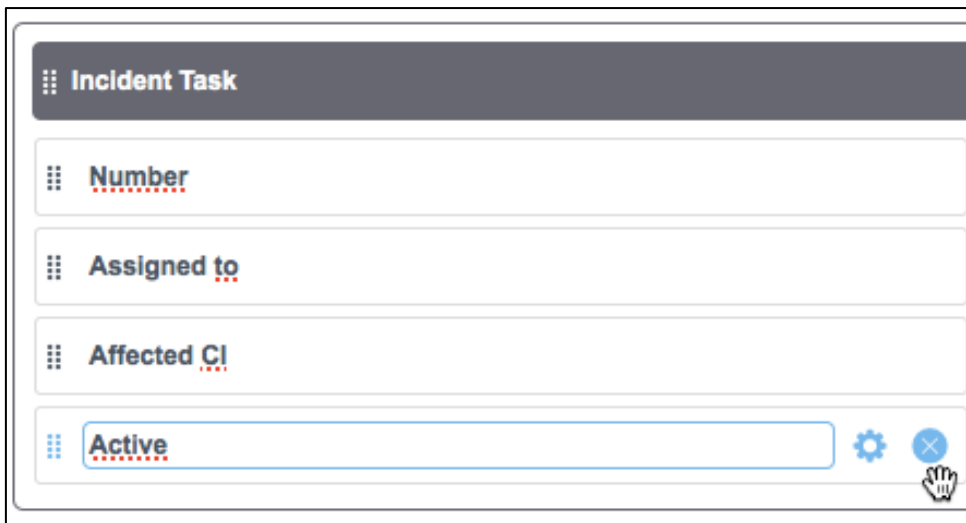 Incident Task
Number
Assigned to
Affected CI
Active